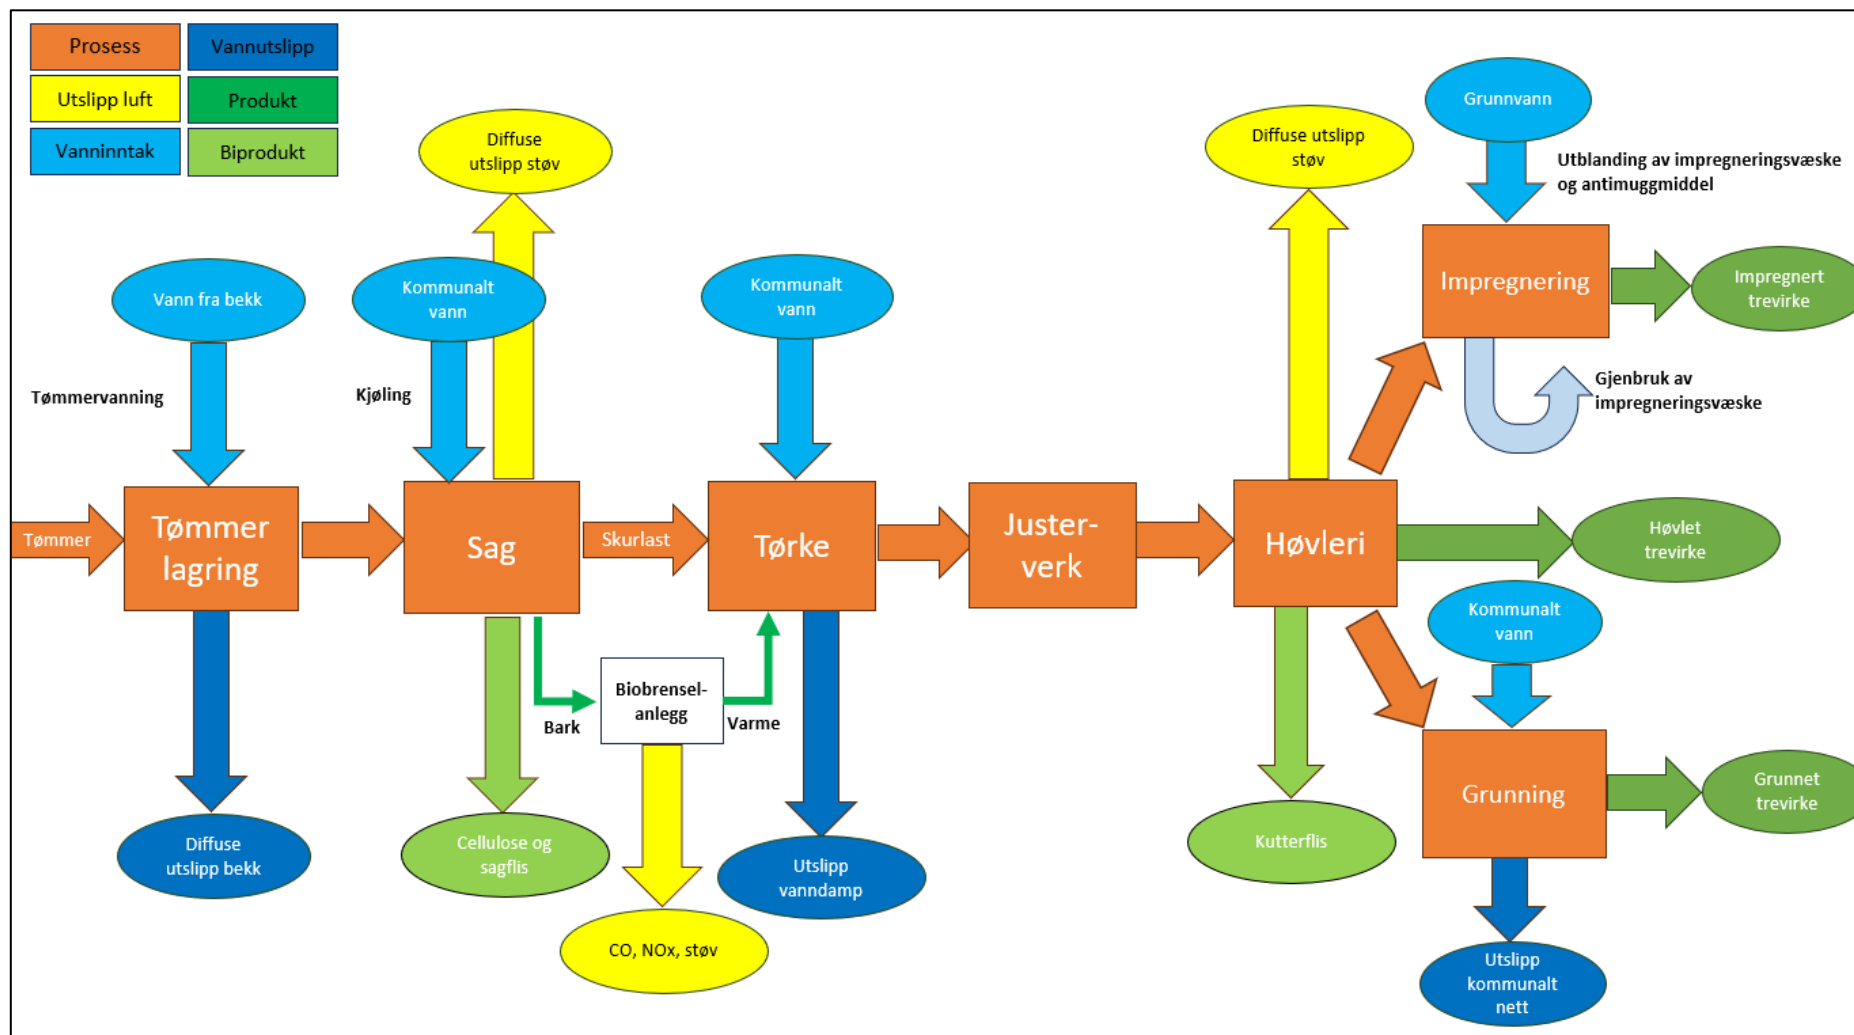 Prosess
Vannutslipp
Utslipp luft
Produkt
Vanninntak
Biprodukt
Diffuse
utslipp støv
Diffuse utslipp
støv
Grunnvann
Utblanding av impregneringsvæske
og antimuggmiddel
Vann fra bekk
Kommunalt
vann
Kommunalt
vann
Impregnering
Impregnert
trevirke
Tømmervanning
Kjøling
Gjenbruk av
impregneringsvæske
Tømmer
Tømmer
lagring
Sag
Skurlast
Tørke
Juster-
verk
Høvleri
Høvlet
trevirke
Kommunalt
vann
Biobrensel-
anlegg
Bark
Varme
Grunning
Grunnet
trevirke
Diffuse
utslipp bekk
Cellulose og
sagflis
Utslipp
vanndamp
Kutterflis
CO, NOx, støv
Utslipp
kommunalt
nett